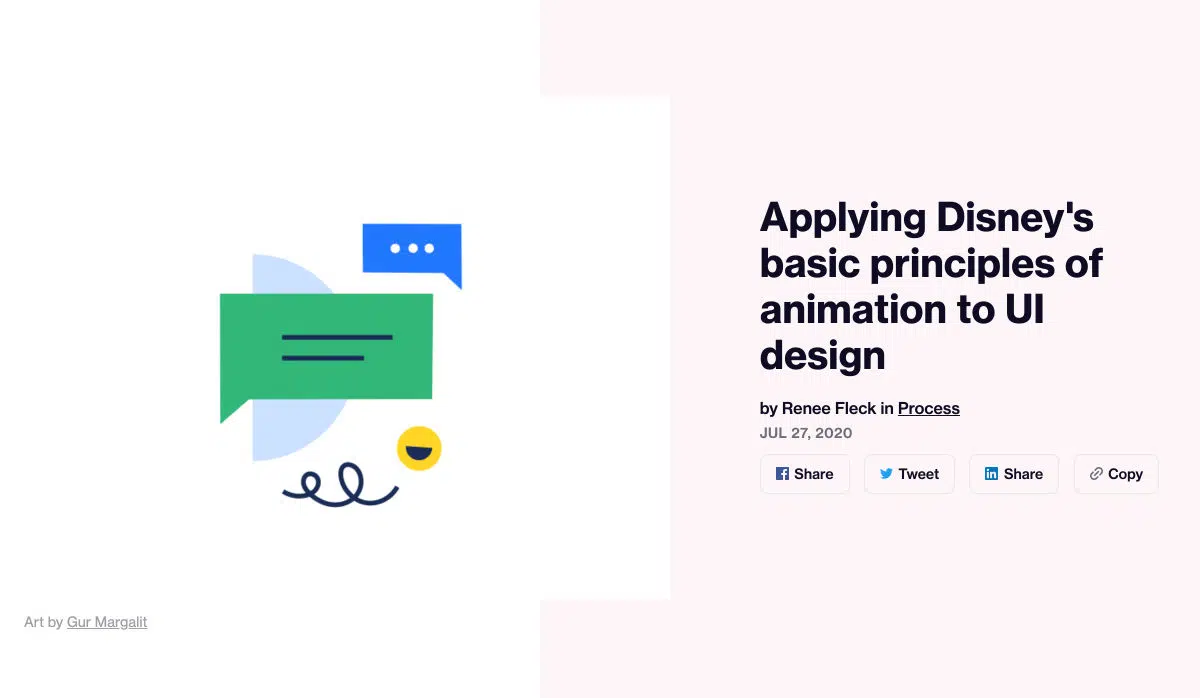 Applying Disney's
basic principles of
animation to UI
design
by Renee Fleck in Process
JUL 27, 2020
Share
Tweet
Share
Copy
Art by Gur Margalit